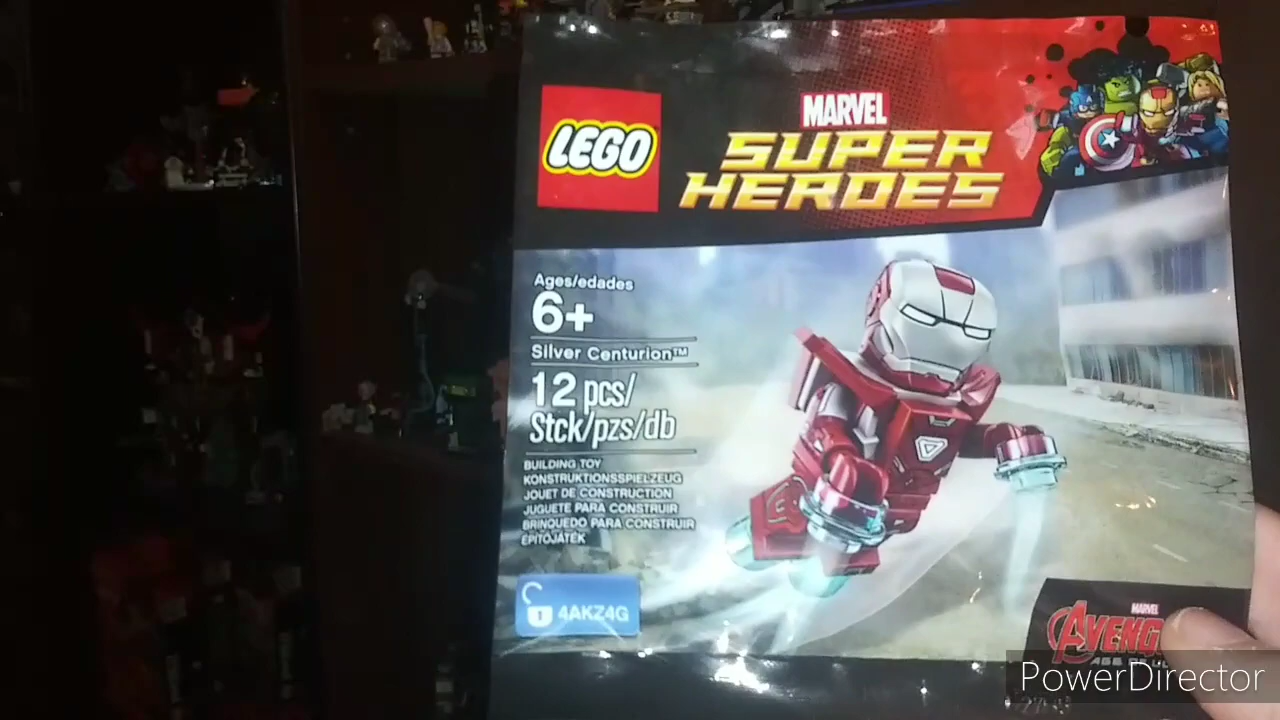 LEGO
MARVEL
SUPER
HEROES
Ages/edades
6+
Silver Centurion™
12 pcs/
Stck/pzs/db
BUILDING TOY
KONSTRUKTIONSSPIELZEUG
JOUET DE CONSTRUCTION
JUGUETE PARA CONSTRUIR
BRINQUEDO PARA CONSTRUIR
ÉPÍTŐJÁTÉK
4AKZ4G
MARVEL
PowerDirector